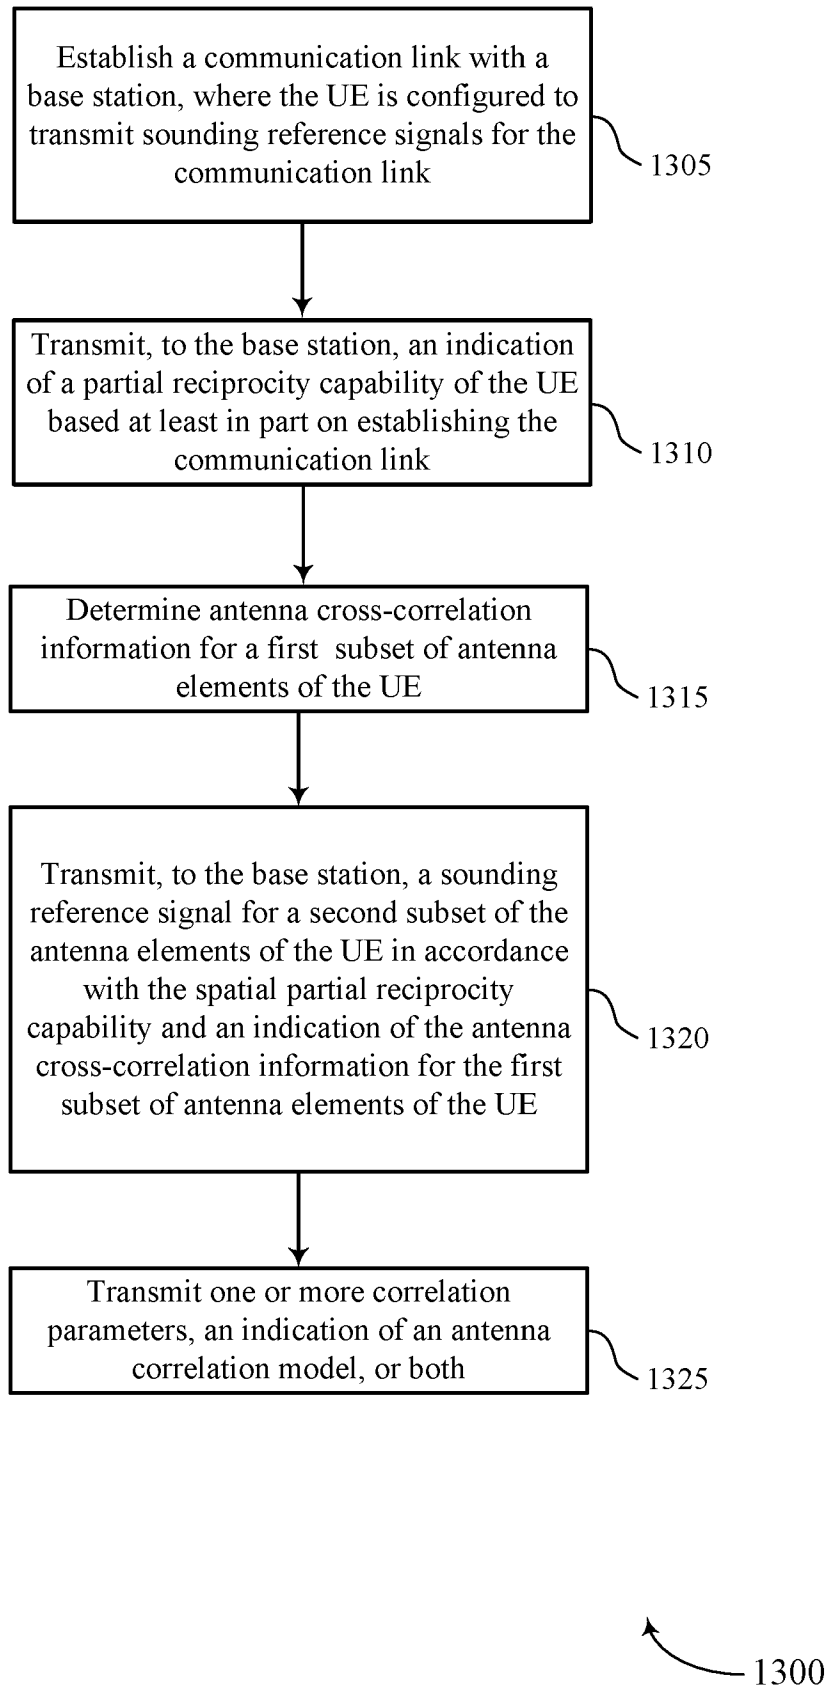 Establish a communication link with a
base station, where the UE is configured to
transmit sounding reference signals for the
communication link
1305
Transmit, to the base station, an indication
of a partial reciprocity capability of the UE
based at least in part on establishing the
communication link
1310
Determine antenna cross-correlation
information for a first subset of antenna
elements of the UE
1315
Transmit, to the base station, a sounding
reference signal for a second subset of the
antenna elements of the UE in accordance
with the spatial partial reciprocity
capability and an indication of the antenna
cross-correlation information for the first
subset of antenna elements of the UE
1320
Transmit one or more correlation
parameters, an indication of an antenna
correlation model, or both
1325
1300